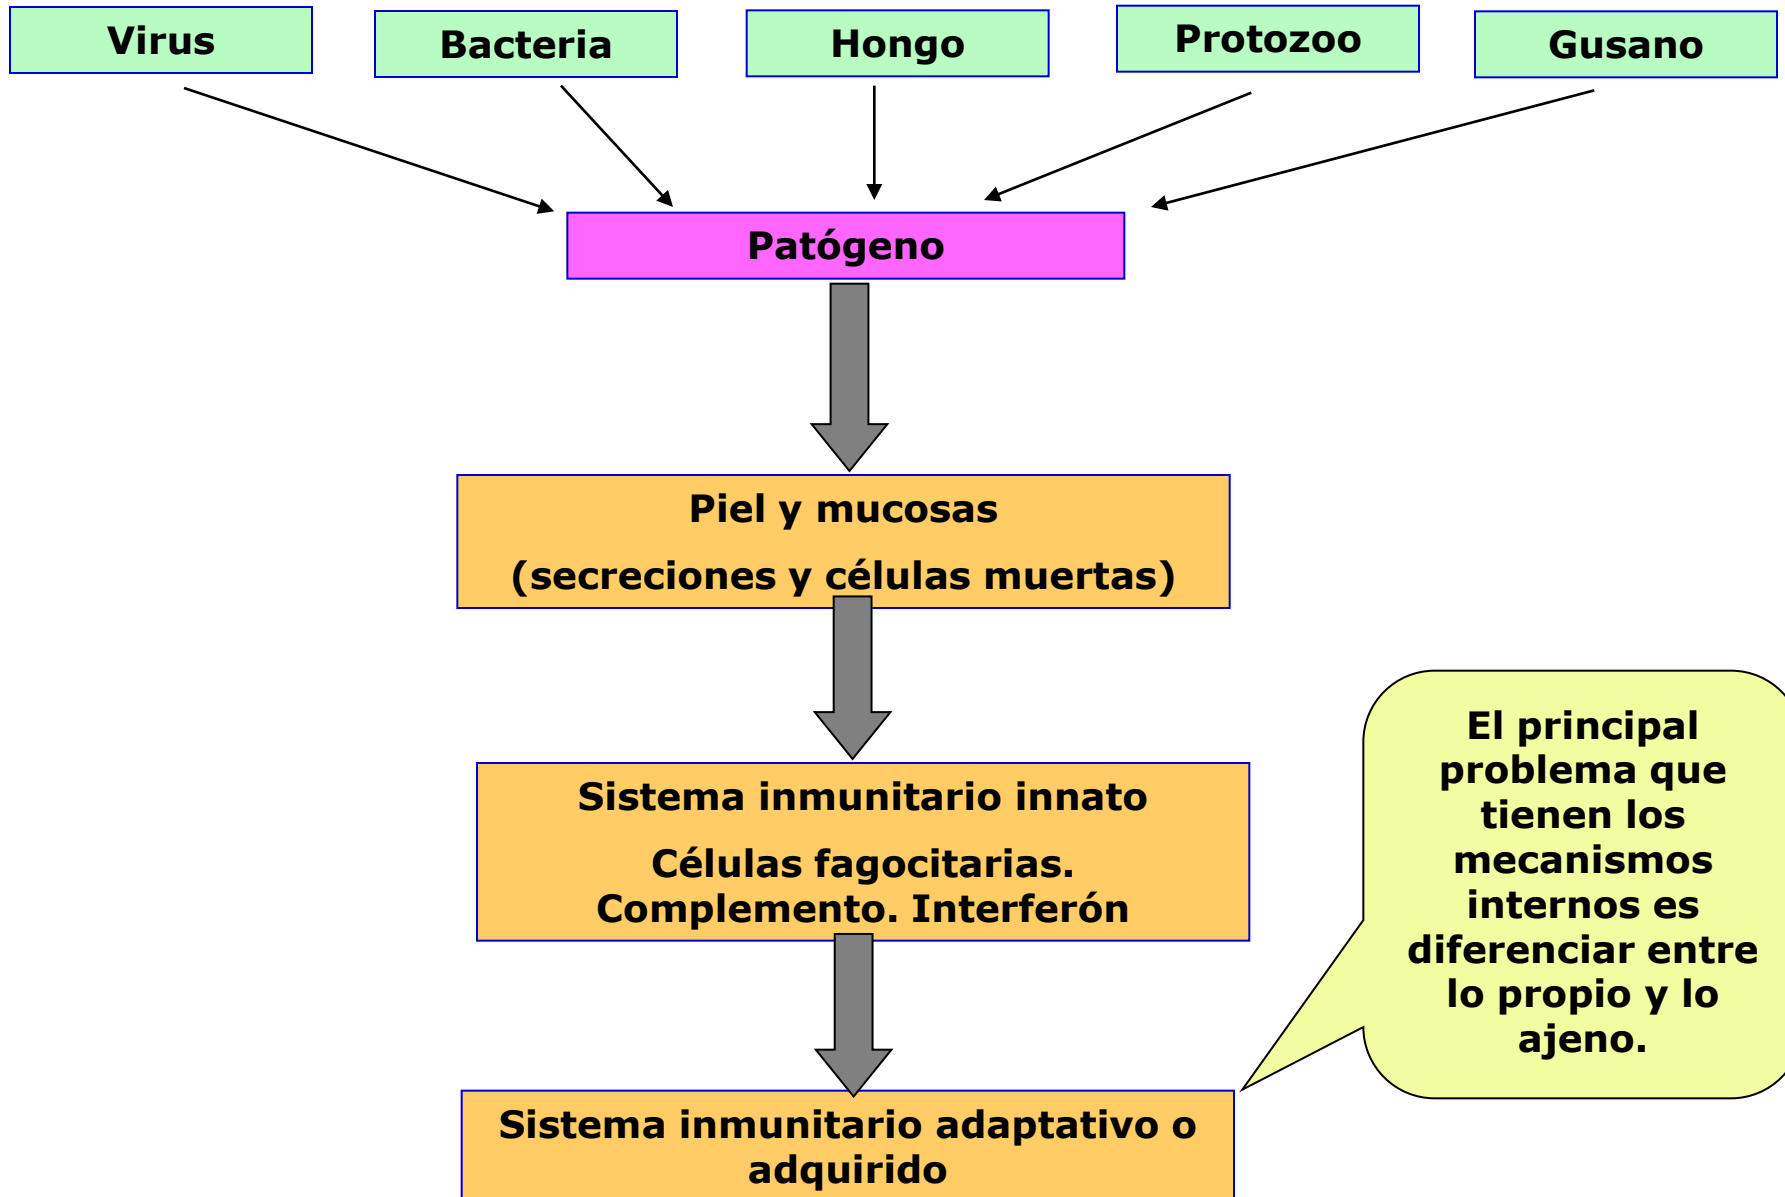 Virus
Bacteria
Hongo
Protozoo
Gusano
Patógeno
Piel y mucosas
(secreciones y células muertas)
Sistema inmunitario innato
Células fagocitarias.
Complemento. Interferón
El principal
problema que
tienen los
mecanismos
internos es
diferenciar entre
lo propio y lo
ajeno.
Sistema inmunitario adaptativo o
adquirido